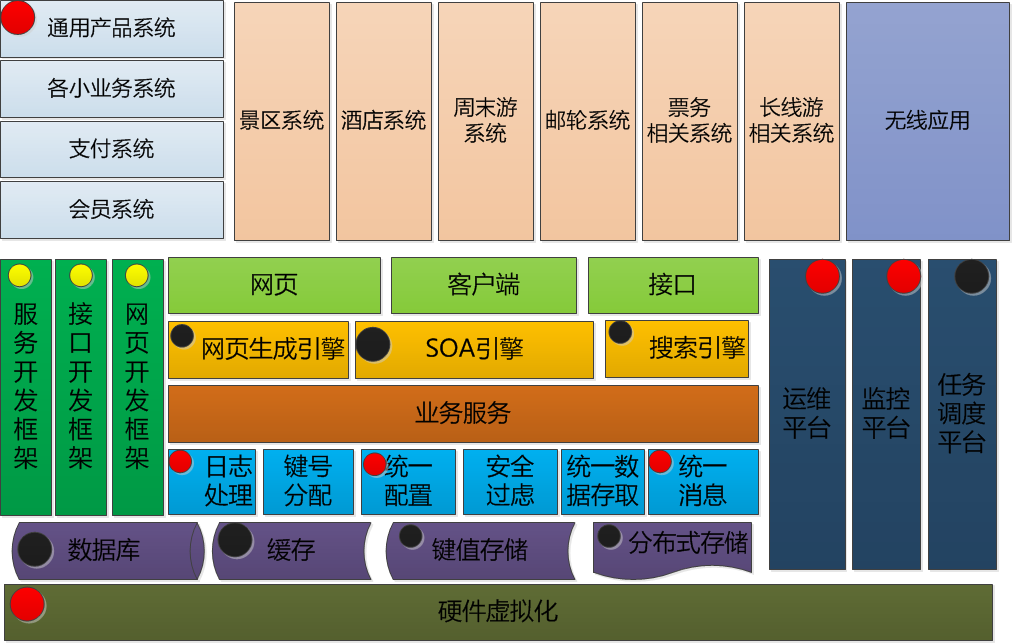 通用产品系统
各小业务系统
支付系统
会员系统
景区系统
酒店系统
周末游
系统
邮轮系统
票务
相关系统
长线游
相关系统
无线应用
服务开发框架
接口开发框架
网页开发框架
网页
客户端
接口
网页生成引擎
SOA引擎
搜索引擎
业务服务
日志
处理
键号
分配
统一
配置
安全
过虑
统一数
据存取
统一
消息
运维
平台
监控
平台
任务
调度
平台
数据库
缓存
键值存储
分布式存储
硬件虚拟化